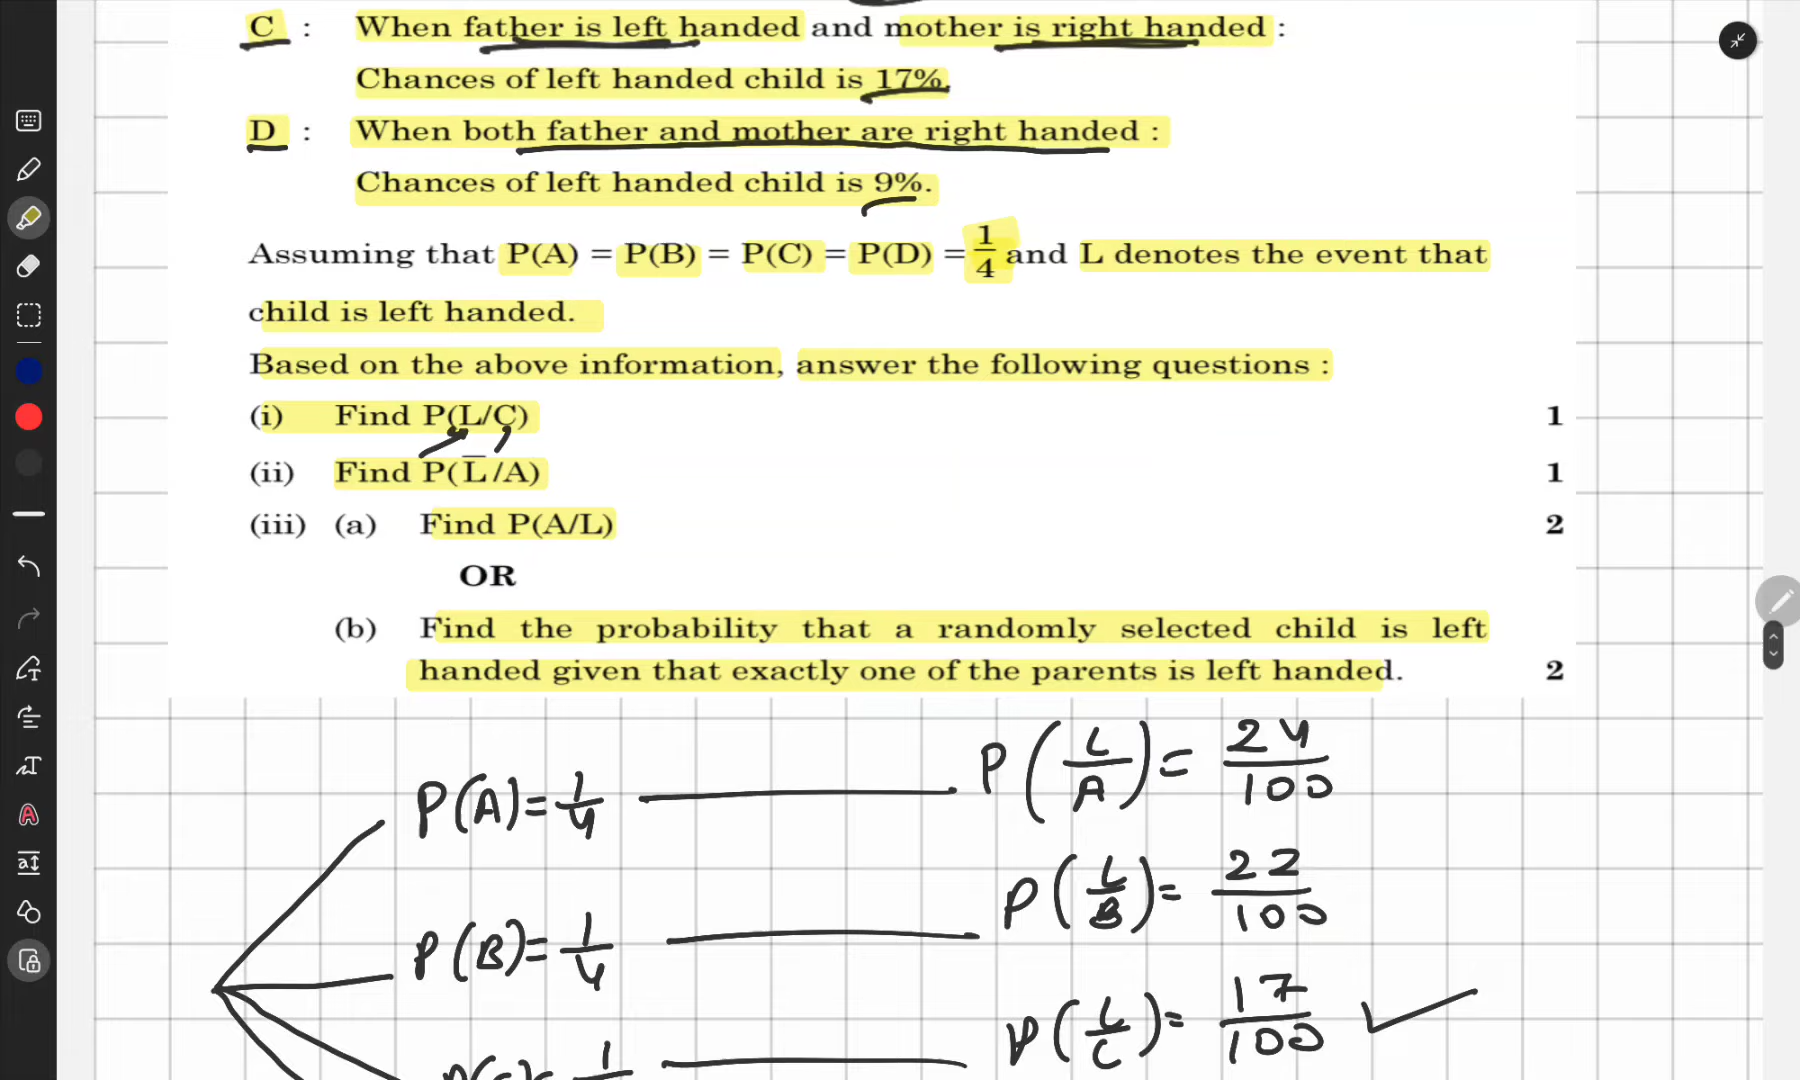 C : When father is left handed and mother is right handed :
Chances of left handed child is 17%.
D : When both father and mother are right handed :
Chances of left handed child is 9%.
Assuming that P(A) = P(B) = P(C) = P(D) = 1/4 and L denotes the event that
child is left handed.
Based on the above information, answer the following questions :
(i) Find P(L/C) 1
(ii) Find P(L̅/A) 1
(iii) (a) Find P(A/L) 2
OR
(b) Find the probability that a randomly selected child is left
handed given that exactly one of the parents is left handed. 2
P(A) = 1/4 P(L/A) = 24/100
P(B) = 1/4 P(L/B) = 22/100
P(L/C) = 17/100